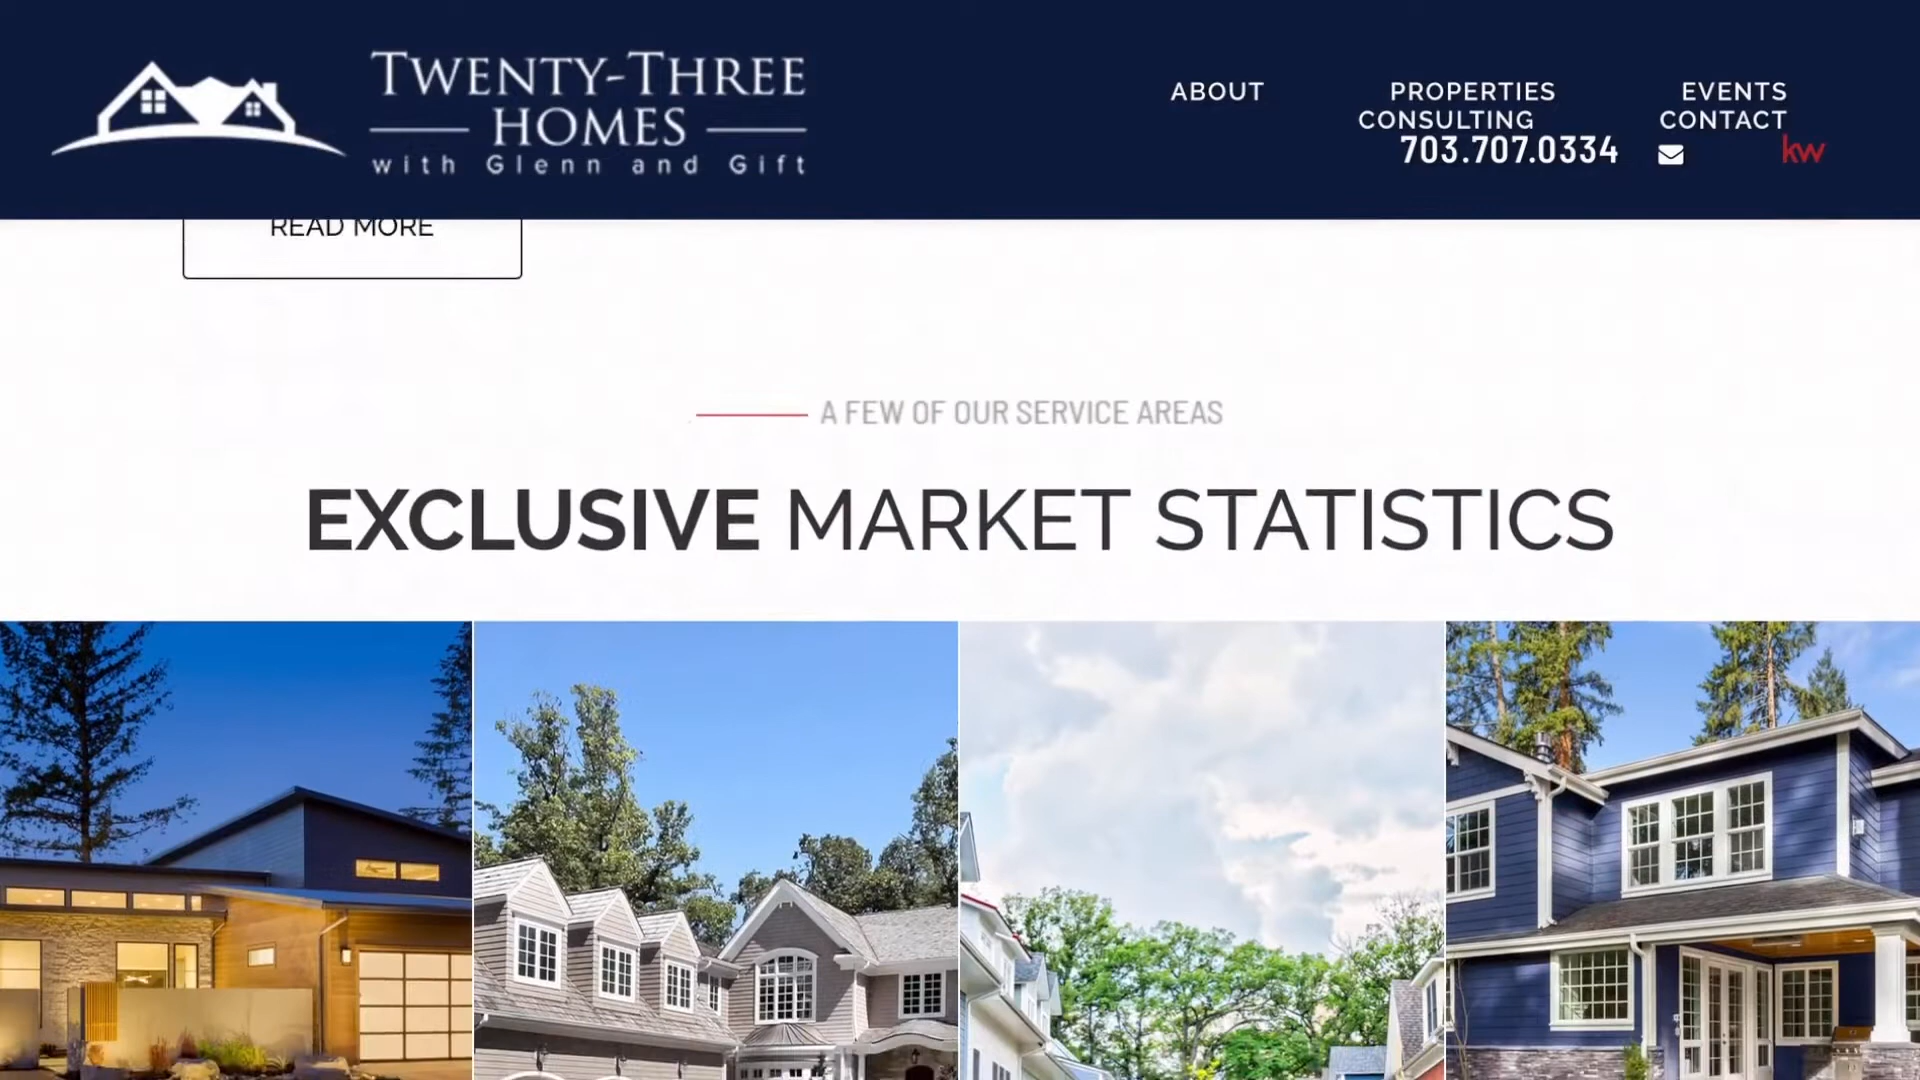 TWENTY-THREE
HOMES
with Glenn and Gift
ABOUT PROPERTIES EVENTS
CONSULTING CONTACT
703.707.0334 kw
READ MORE
A FEW OF OUR SERVICE AREAS
EXCLUSIVE MARKET STATISTICS